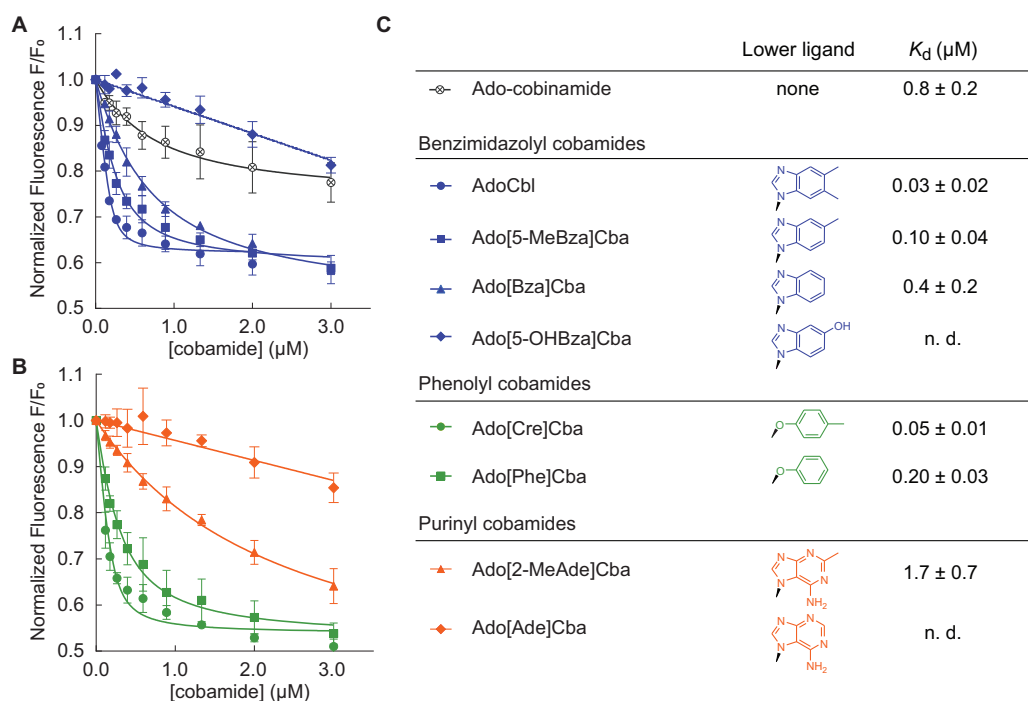 A
Normalized Fluorescence F/F₀
1.1
1.0
0.9
0.8
0.7
0.6
0.5
0.0 1.0 2.0 3.0
[cobamide] (µM)
B
Normalized Fluorescence F/F₀
1.1
1.0
0.9
0.8
0.7
0.6
0.5
0.0 1.0 2.0 3.0
[cobamide] (µM)
C
Lower ligand Kd (µM)
Ado-cobinamide none 0.8 ± 0.2
Benzimidazolyl cobamides
AdoCbl N N 0.03 ± 0.02
Ado[5-MeBza]Cba N N 0.10 ± 0.04
Ado[Bza]Cba N N 0.4 ± 0.2
Ado[5-OHBza]Cba N N OH n. d.
Phenolyl cobamides
Ado[Cre]Cba O 0.05 ± 0.01
Ado[Phe]Cba O 0.20 ± 0.03
Purinyl cobamides
Ado[2-MeAde]Cba N N N N NH₂ 1.7 ± 0.7
Ado[Ade]Cba N N N N NH₂ n. d.